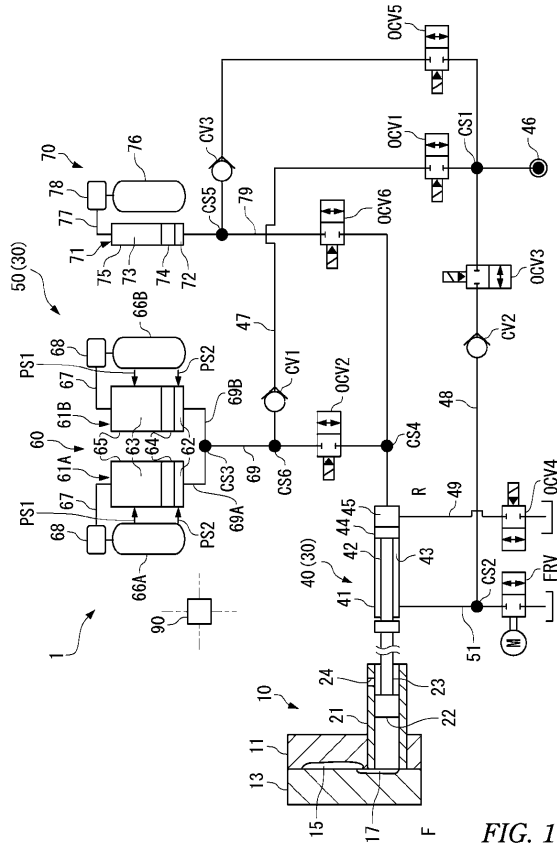 1
50 (30)
70
60
PS1
PS1
68
67
61A
65
63
64
62
61B
67
68
66B
PS2
66A
PS2
69A
69B
CS3
69
78
77
71
75
73
74
72
76
CV3
CS5
79
47
CV1
CS6
OCV2
OCV6
CS4
OCV5
OCV1
CS1
46
OCV3
CV2
48
90
10
11
13
15
17
21
22
23
24
40 (30)
41
42
43
44
45
R
F
49
51
CS2
OCV4
FRV
M
FIG. 1